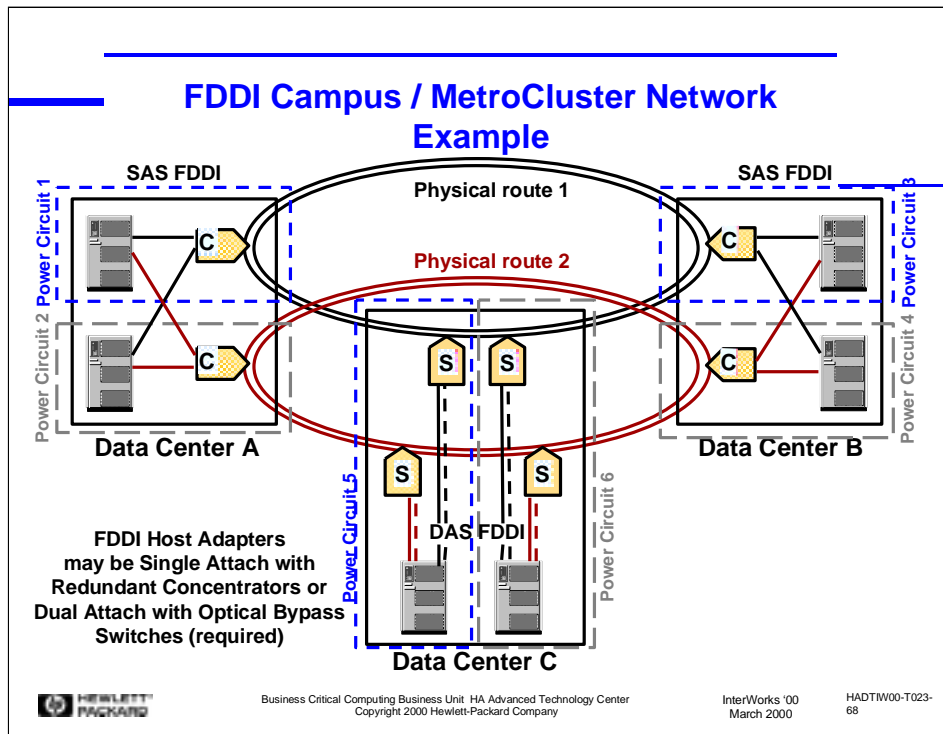 FDDI Campus / MetroCluster Network
Example
SAS FDDI
SAS FDDI
Physical route 1
Physical route 2
Power Circuit 1
Power Circuit 2
Power Circuit 3
Power Circuit 4
C
C
C
C
S
S
S
S
Data Center A
Data Center B
Power Circuit 5
Power Circuit 6
DAS FDDI
FDDI Host Adapters
may be Single Attach with
Redundant Concentrators or
Dual Attach with Optical Bypass
Switches (required)
Data Center C
hp HEWLETT
PACKARD
Business Critical Computing Business Unit HA Advanced Technology Center
Copyright 2000 Hewlett-Packard Company
InterWorks '00
March 2000
HADTIW00-T023-
68